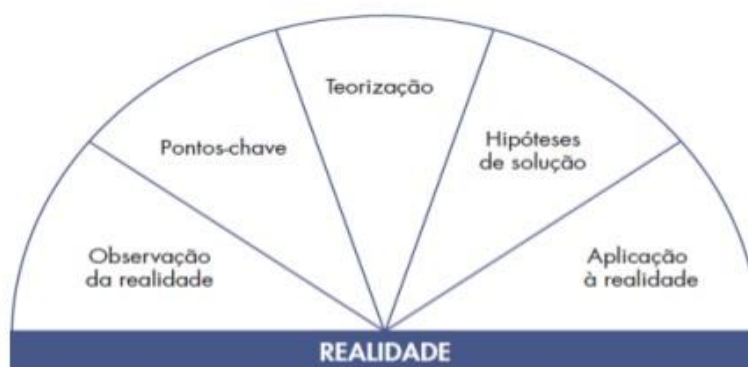 Observação
da realidade
Pontos-chave
Teorização
Hipóteses
de solução
Aplicação
à realidade
REALIDADE